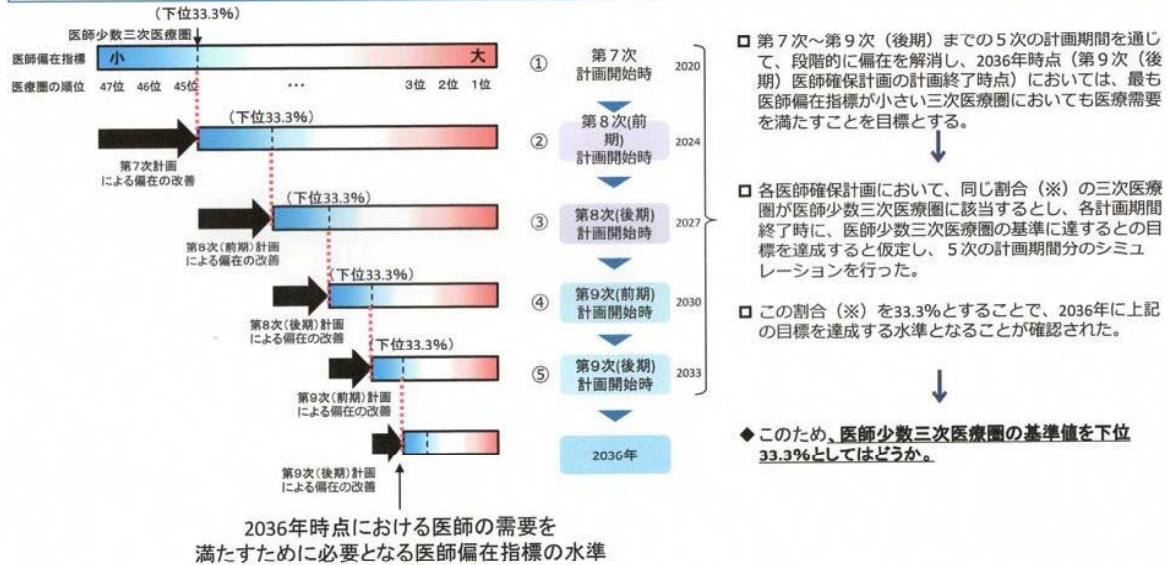 (下位33.3%)
医師少数三次医療圏
医師偏在指標
小
大
医療圏の順位
47位 46位 45位 ・・・ 3位 2位 1位
(下位33.3%)
第7次計画
による偏在の改善
(下位33.3%)
第8次(前期)計画
による偏在の改善
(下位33.3%)
第8次(後期)計画
による偏在の改善
(下位33.3%)
第9次(前期)計画
による偏在の改善
第9次(後期)計画
による偏在の改善
2036年時点における医師の需要を
満たすために必要となる医師偏在指標の水準
①
第7次
計画開始時
2020
②
第8次(前
期)
計画開始時
2024
③
第8次(後期)
計画開始時
2027
④
第9次(前期)
計画開始時
2030
⑤
第9次(後期)
計画開始時
2033
2036年
□ 第7次~第9次(後期)までの5次の計画期間を通じ
て、段階的に偏在を解消し、2036年時点(第9次(後
期)医師確保計画の計画終了時点)においては、最も
医師偏在指標が小さい三次医療圏においても医療需要
を満たすことを目標とする。
□ 各医師確保計画において、同じ割合(※)の三次医療
圏が医師少数三次医療圏に該当するとし、各計画期間
終了時に、医師少数三次医療圏の基準に達するとの目
標を達成すると仮定し、5次の計画期間分のシミュ
レーションを行った。
□ この割合(※)を33.3%とすることで、2036年に上記
の目標を達成する水準となることが確認された。
◆ このため、医師少数三次医療圏の基準値を下位
33.3%としてはどうか。